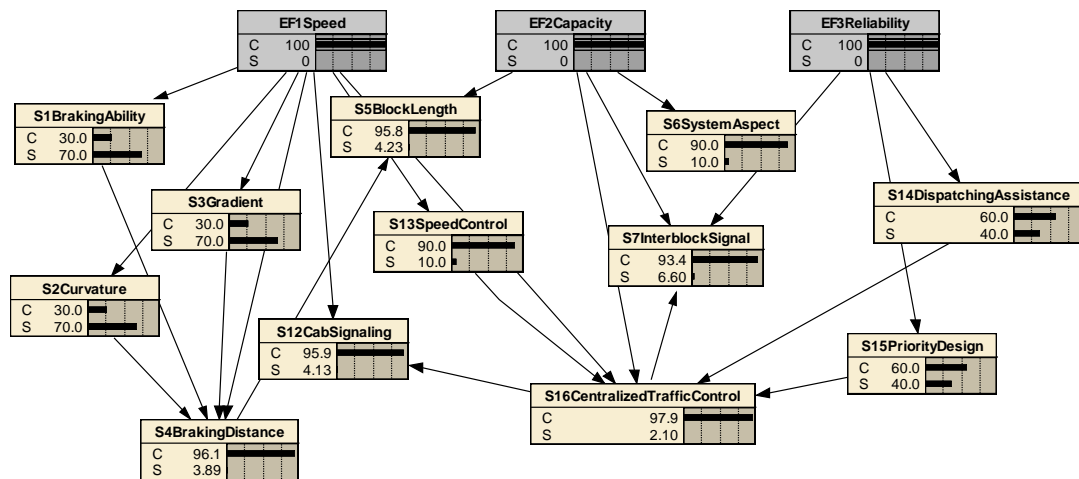 EF1Speed
C 100
S 0
EF2Capacity
C 100
S 0
EF3Reliability
C 100
S 0
S1BrakingAbility
C 30.0
S 70.0
S5BlockLength
C 95.8
S 4.23
S6SystemAspect
C 90.0
S 10.0
S3Gradient
C 30.0
S 70.0
S13SpeedControl
C 90.0
S 10.0
S14DispatchingAssistance
C 60.0
S 40.0
S7InterblockSignal
C 93.4
S 6.60
S2Curvature
C 30.0
S 70.0
S12CabSignaling
C 95.9
S 4.13
S15PriorityDesign
C 60.0
S 40.0
S16CentralizedTrafficControl
C 97.9
S 2.10
S4BrakingDistance
C 96.1
S 3.89